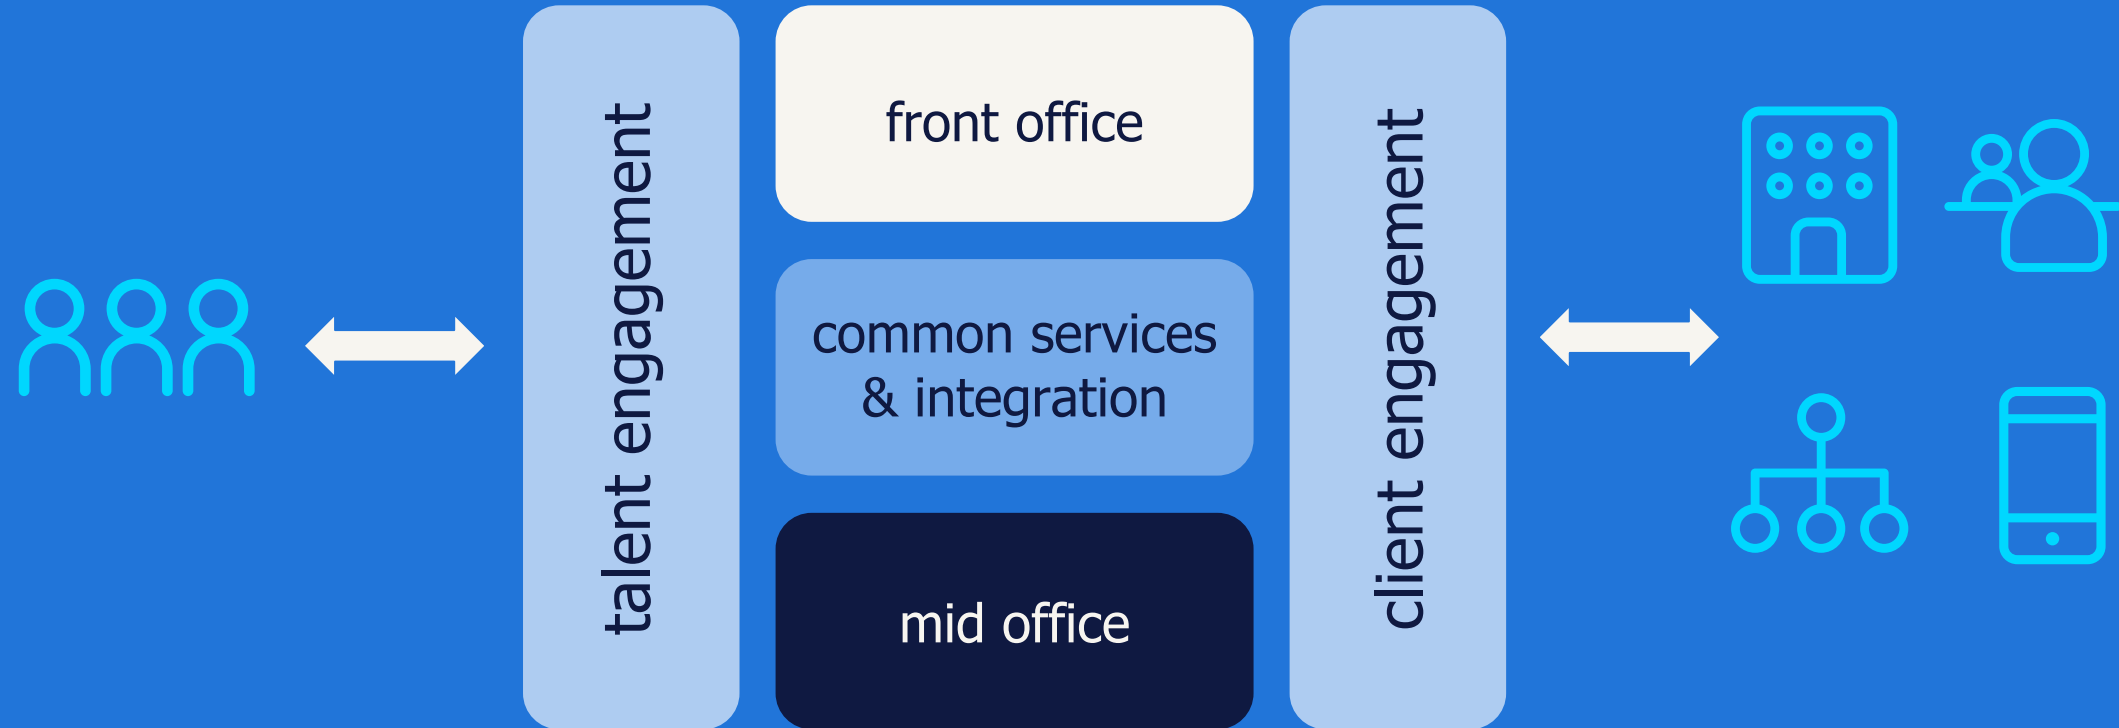 talent engagement
front office
common services
& integration
mid office
client engagement